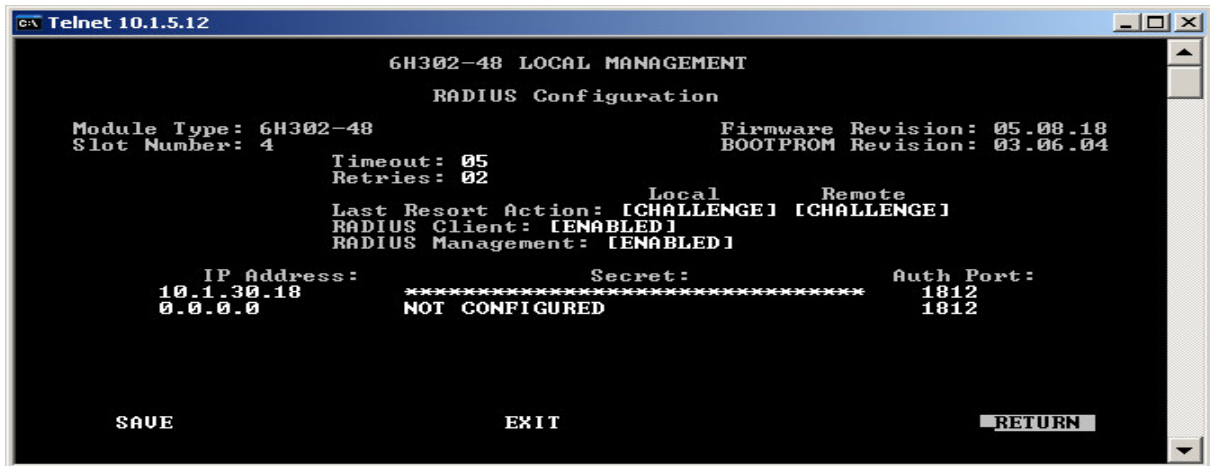 Telnet 10.1.5.12
6H302-48 LOCAL MANAGEMENT
RADIUS Configuration
Module Type: 6H302-48 Firmware Revision: 05.08.18
Slot Number: 4 BOOTPROM Revision: 03.06.04
Timeout: 05
Retries: 02
Local Remote
Last Resort Action: [CHALLENGE] [CHALLENGE]
RADIUS Client: [ENABLED]
RADIUS Management: [ENABLED]
IP Address: Secret: Auth Port:
10.1.30.18 ******************************** 1812
0.0.0.0 NOT CONFIGURED 1812
SAVE EXIT RETURN